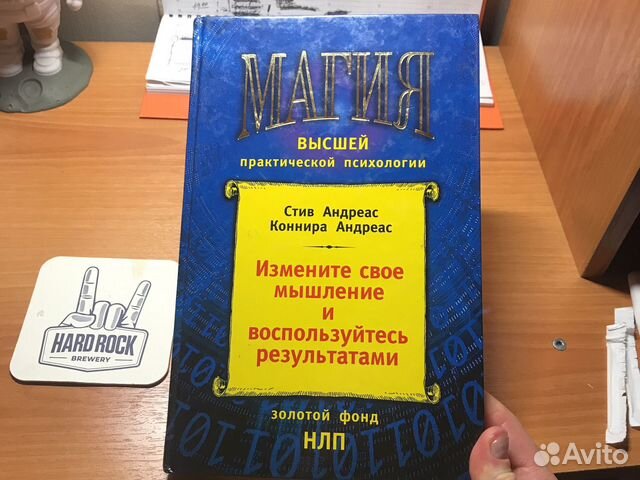 МАГИЯ
ВЫСШЕЙ
практической психологии
Стив Андреас
Коннира Андреас
Измените свое
мышление и
воспользуйтесь
результатами
золотой фонд
НЛП
HARD ROCK
BREWERY
Avito